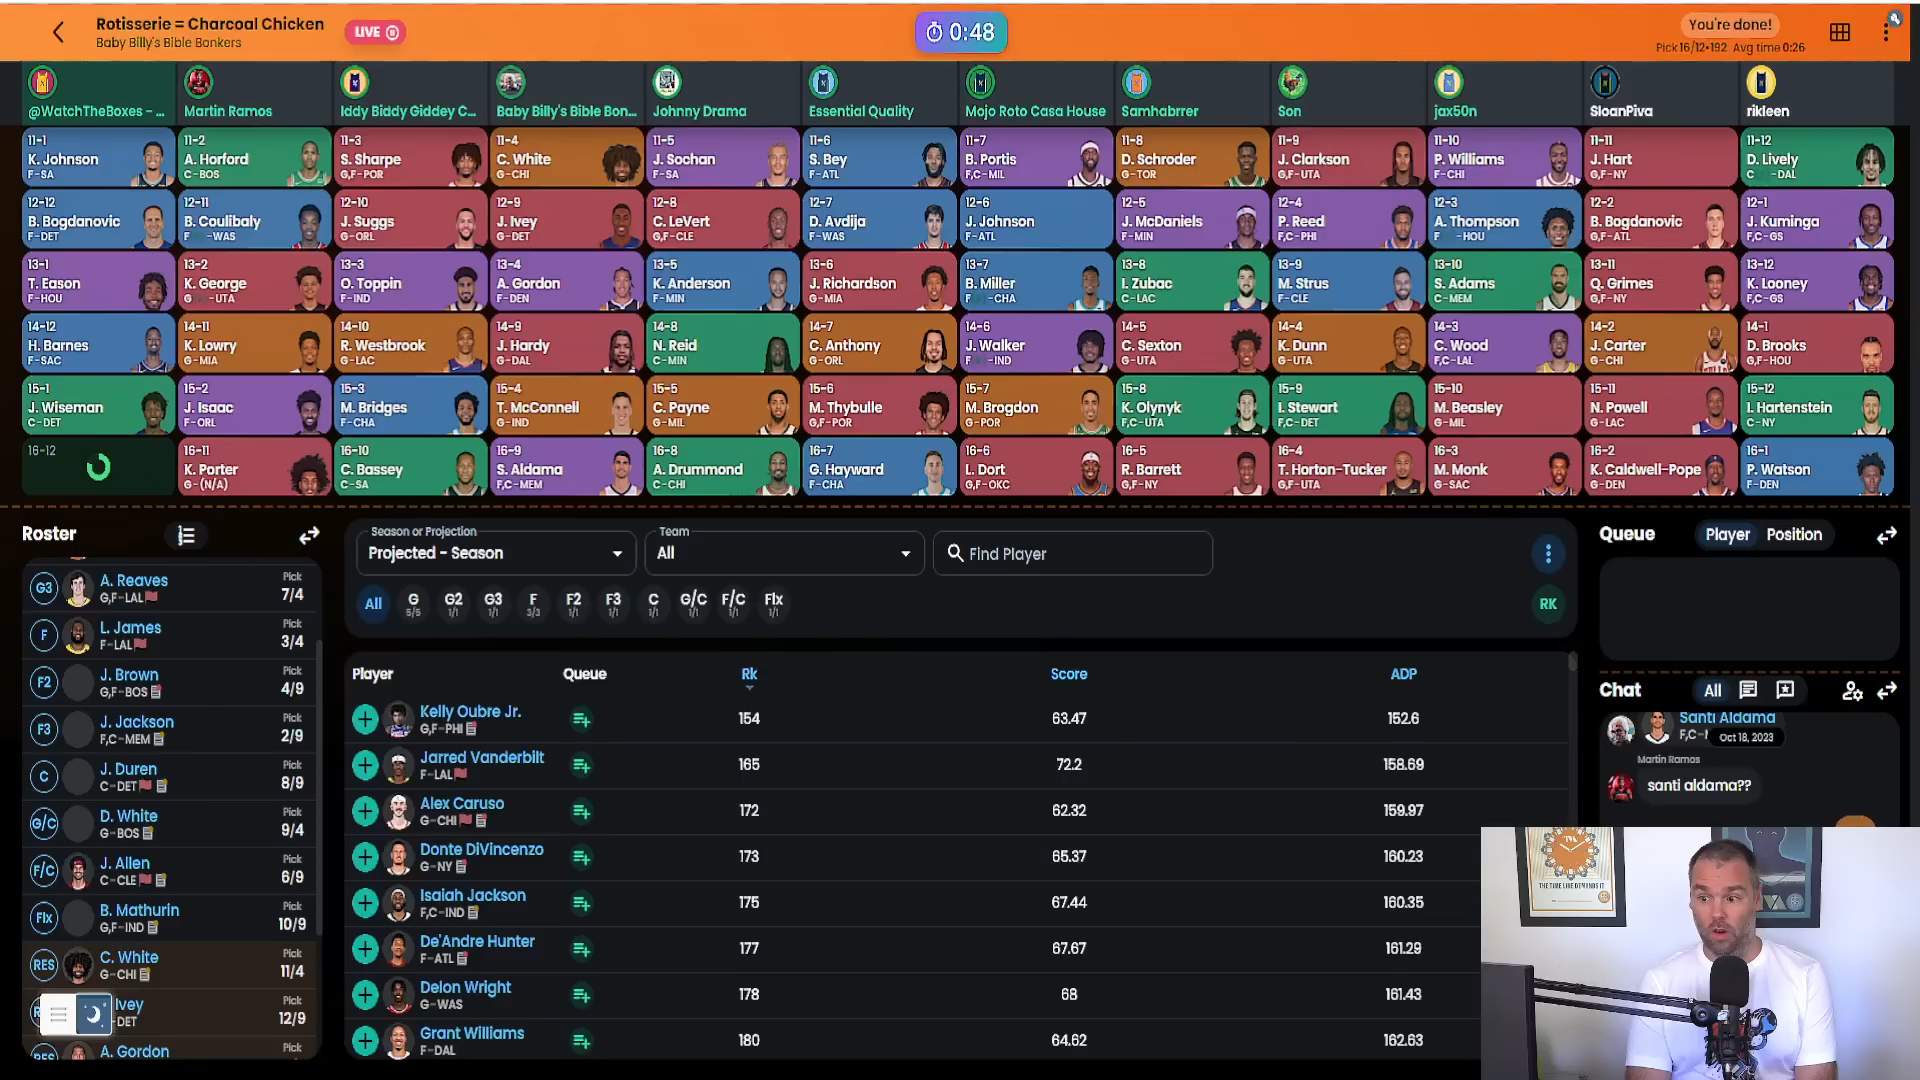 Rotisserie = Charcoal Chicken
Baby Billy's Bible Bonkers
LIVE
0:48
You're done!
Pick 16/12•192 Avg time 0:26
@WatchTheBoxes - ...
Martin Ramos
Iddy Biddy Giddey C...
Baby Billy's Bible Bon...
Johnny Drama
Essential Quality
Mojo Roto Casa House
Samhabrrer
Son
jax50n
SloanPiva
rikleen
11-1
K. Johnson
F-SA
11-2
A. Horford
C-BOS
11-3
S. Sharpe
G,F-POR
11-4
C. White
G-CHI
11-5
J. Sochan
F-SA
11-6
S. Bey
F-ATL
11-7
B. Portis
F,C-MIL
11-8
D. Schroder
G-TOR
11-9
J. Clarkson
G,F-UTA
11-10
P. Williams
F-CHI
11-11
J. Hart
G,F-NY
11-12
D. Lively
C -DAL
12-12
B. Bogdanovic
F-DET
12-11
B. Coulibaly
F -WAS
12-10
J. Suggs
G-ORL
12-9
J. Ivey
G-DET
12-8
C. LeVert
G,F-CLE
12-7
D. Avdija
F-WAS
12-6
J. Johnson
F-ATL
12-5
J. McDaniels
F-MIN
12-4
P. Reed
F,C-PHI
12-3
A. Thompson
F -HOU
12-2
B. Bogdanovic
G,F-ATL
12-1
J. Kuminga
F,C-GS
13-1
T. Eason
F-HOU
13-2
K. George
G -UTA
13-3
O. Toppin
F-IND
13-4
A. Gordon
F-DEN
13-5
K. Anderson
F-MIN
13-6
J. Richardson
G-MIA
13-7
B. Miller
F -CHA
13-8
I. Zubac
C-LAC
13-9
M. Strus
F-CLE
13-10
S. Adams
C-MEM
13-11
Q. Grimes
G,F-NY
13-12
K. Looney
F,C-GS
14-12
H. Barnes
F-SAC
14-11
K. Lowry
G-MIA
14-10
R. Westbrook
G-LAC
14-9
J. Hardy
G-DAL
14-8
N. Reid
C-MIN
14-7
C. Anthony
G-ORL
14-6
J. Walker
F -IND
14-5
C. Sexton
G-UTA
14-4
K. Dunn
G-UTA
14-3
C. Wood
F,C-LAL
14-2
J. Carter
G-CHI
14-1
D. Brooks
G,F-HOU
15-1
J. Wiseman
C-DET
15-2
J. Isaac
F-ORL
15-3
M. Bridges
F-CHA
15-4
T. McConnell
G-IND
15-5
C. Payne
G-MIL
15-6
M. Thybulle
G,F-POR
15-7
M. Brogdon
G-POR
15-8
K. Olynyk
F,C-UTA
15-9
I. Stewart
F,C-DET
15-10
M. Beasley
G-MIL
15-11
N. Powell
G-LAC
15-12
I. Hartenstein
C-NY
16-12
16-11
K. Porter
G-(N/A)
16-10
C. Bassey
C-SA
16-9
S. Aldama
F,C-MEM
16-8
A. Drummond
C-CHI
16-7
G. Hayward
F-CHA
16-6
L. Dort
G,F-OKC
16-5
R. Barrett
G,F-NY
16-4
T. Horton-Tucker
G,F-UTA
16-3
M. Monk
G-SAC
16-2
K. Caldwell-Pope
G-DEN
16-1
P. Watson
F-DEN
Roster
G3
A. Reaves
G,F-LAL
Pick
7/4
F
L. James
F-LAL
Pick
3/4
F2
J. Brown
G,F-BOS
Pick
4/9
F3
J. Jackson
F,C-MEM
Pick
2/9
C
J. Duren
C-DET
Pick
8/9
G/C
D. White
G-BOS
Pick
9/4
F/C
J. Allen
C-CLE
Pick
6/9
Flx
B. Mathurin
G,F-IND
Pick
10/9
RES
C. White
G-CHI
Pick
11/4
Ivey
-DET
Pick
12/9
RES
A. Gordon
Pick
Season or Projection
Projected - Season
Team
All
Find Player
All
G
5/5
G2
1/1
G3
1/1
F
3/3
F2
1/1
F3
1/1
C
1/1
G/C
1/1
F/C
1/1
Flx
1/1
RK
Player Queue Rk Score ADP
Kelly Oubre Jr.
G,F-PHI
154 63.47 152.6
Jarred Vanderbilt
F-LAL
165 72.2 158.69
Alex Caruso
G-CHI
172 62.32 159.97
Donte DiVincenzo
G-NY
173 65.37 160.23
Isaiah Jackson
F,C-IND
175 67.44 160.35
De'Andre Hunter
F-ATL
177 67.67 161.29
Delon Wright
G-WAS
178 68 161.43
Grant Williams
F-DAL
180 64.62 162.63
Queue
Player
Position
Chat
All
Santi Aldama
F,C-
Oct 18, 2023
Martin Ramos
santi aldama??
THE TIME LINE DEMANDS IT